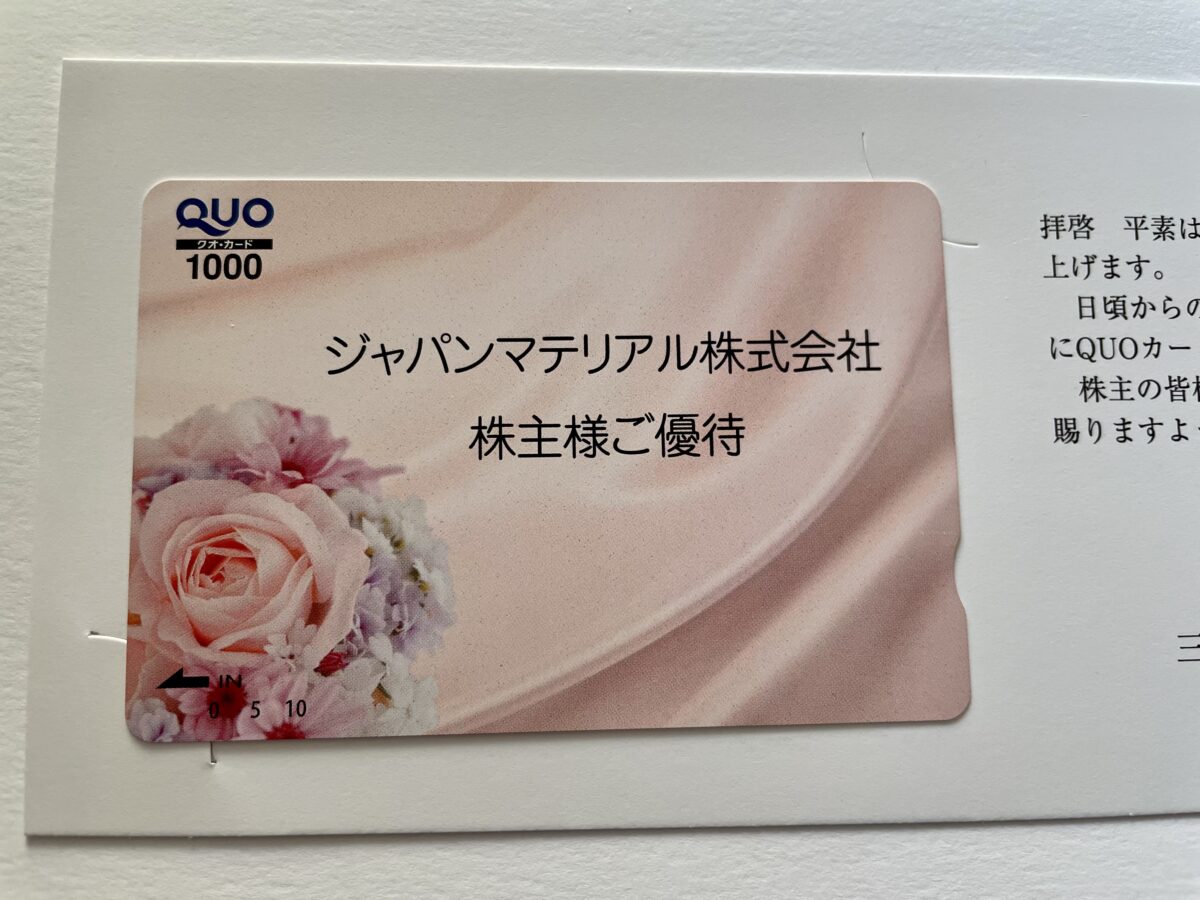 QUO
クオ・カード
1000
ジャパンマテリアル株式会社
株主様ご優待
IN
0 5 10
拝啓　平素は
上げます。
日頃からの
にQUOカー
株主の皆様
賜りますよ
三